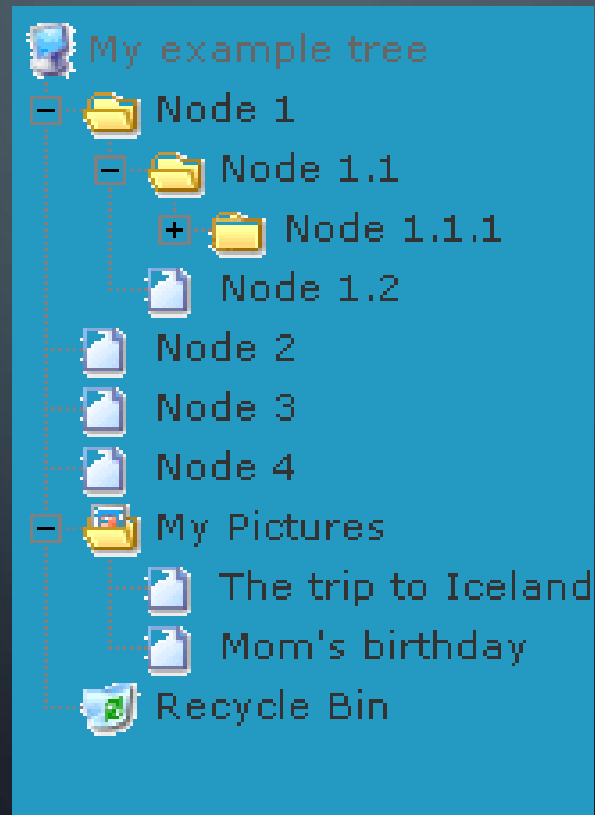 My example tree
Node 1
Node 1.1
Node 1.1.1
Node 1.2
Node 2
Node 3
Node 4
My Pictures
The trip to Iceland
Mom's birthday
Recycle Bin